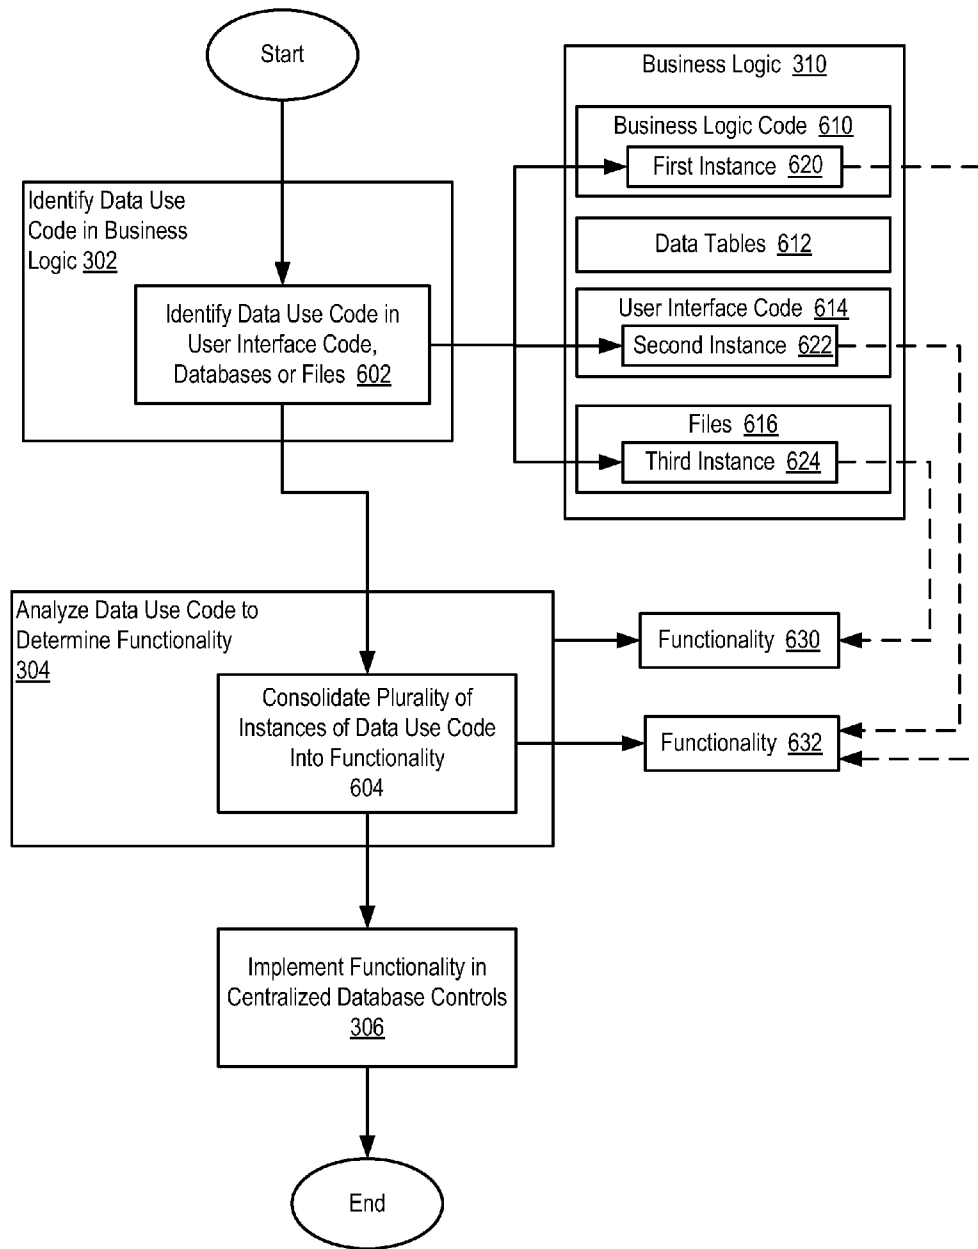 Start
Business Logic 310
Business Logic Code 610
First Instance 620
Data Tables 612
User Interface Code 614
Second Instance 622
Files 616
Third Instance 624
Identify Data Use
Code in Business
Logic 302
Identify Data Use Code in
User Interface Code,
Databases or Files 602
Analyze Data Use Code to
Determine Functionality
304
Consolidate Plurality of
Instances of Data Use Code
Into Functionality
604
Functionality 630
Functionality 632
Implement Functionality in
Centralized Database Controls
306
End